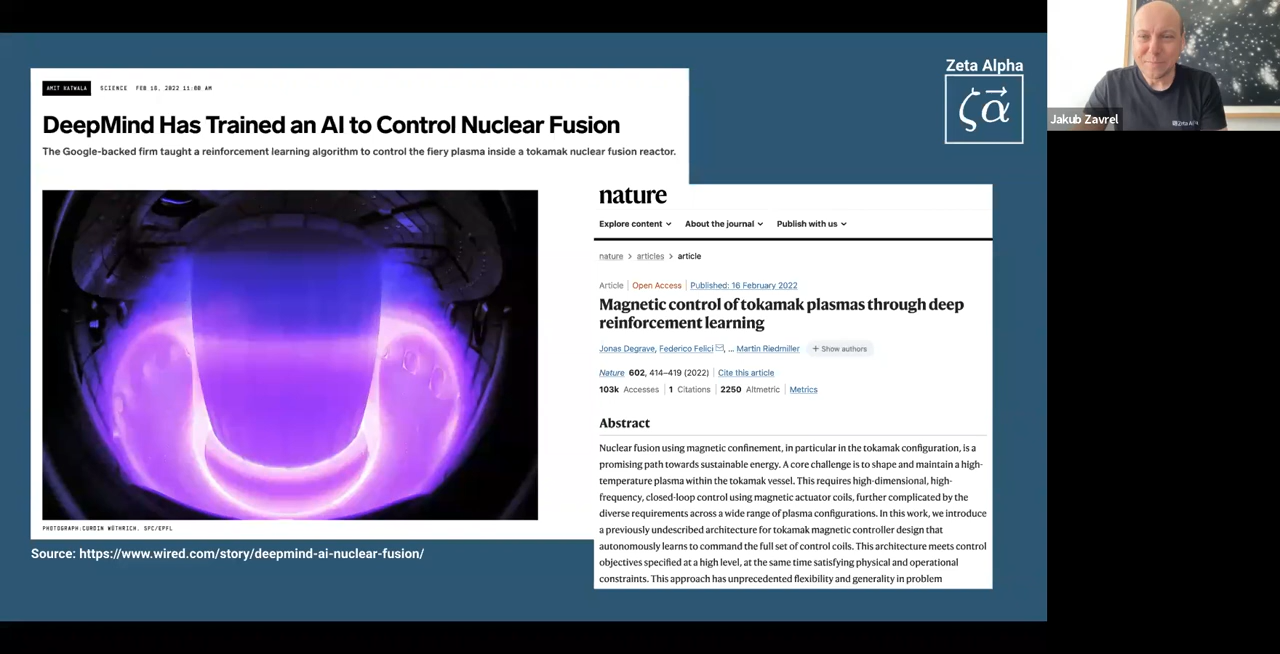 AMIT KATWALA SCIENCE FEB 16, 2022 11:00 AM
DeepMind Has Trained an AI to Control Nuclear Fusion
The Google-backed firm taught a reinforcement learning algorithm to control the fiery plasma inside a tokamak nuclear fusion reactor.
PHOTOGRAPH: CURDIN WÜTHRICH, SPC/EPFL
Source: https://www.wired.com/story/deepmind-ai-nuclear-fusion/
nature
Explore content About the journal Publish with us
nature > articles > article
Article | Open Access | Published: 16 February 2022
Magnetic control of tokamak plasmas through deep
reinforcement learning
Jonas Degrave, Federico Felici, ... Martin Riedmiller + Show authors
Nature 602, 414–419 (2022) | Cite this article
103k Accesses | 1 Citations | 2250 Altmetric | Metrics
Abstract
Nuclear fusion using magnetic confinement, in particular in the tokamak configuration, is a
promising path towards sustainable energy. A core challenge is to shape and maintain a high-
temperature plasma within the tokamak vessel. This requires high-dimensional, high-
frequency, closed-loop control using magnetic actuator coils, further complicated by the
diverse requirements across a wide range of plasma configurations. In this work, we introduce
a previously undescribed architecture for tokamak magnetic controller design that
autonomously learns to command the full set of control coils. This architecture meets control
objectives specified at a high level, at the same time satisfying physical and operational
constraints. This approach has unprecedented flexibility and generality in problem
Zeta Alpha
ζα
Jakub Zavrel